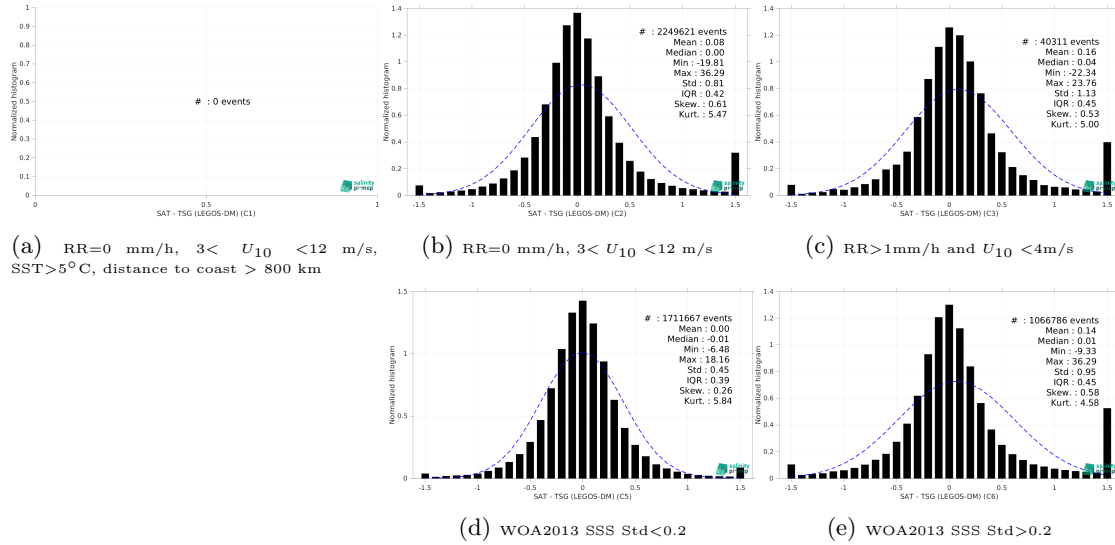 1
0.9
0.8
0.7
0.6
0.5
0.4
0.3
0.2
0.1
0
Normalized histogram
# : 0 events
salinity
pi-mep
0 0.5 1
SAT - TSG (LEGOS-DM) (C1)
(a) RR=0 mm/h, 3< U10 <12 m/s,
SST>5°C, distance to coast > 800 km
1.4
1.2
1
0.8
0.6
0.4
0.2
0
Normalized histogram
# : 2249621 events
Mean : 0.08
Median : 0.00
Min : -19.81
Max : 36.29
Std : 0.81
IQR : 0.42
Skew. : 0.61
Kurt. : 5.47
salinity
pi-mep
-1.5 -1 -0.5 0 0.5 1 1.5
SAT - TSG (LEGOS-DM) (C2)
(b) RR=0 mm/h, 3< U10 <12 m/s
1.4
1.2
1
0.8
0.6
0.4
0.2
0
Normalized histogram
# : 40311 events
Mean : 0.16
Median : 0.04
Min : -22.34
Max : 23.76
Std : 1.13
IQR : 0.45
Skew. : 0.53
Kurt. : 5.00
salinity
pi-mep
-1.5 -1 -0.5 0 0.5 1 1.5
SAT - TSG (LEGOS-DM) (C3)
(c) RR>1mm/h and U10 <4m/s
1.5
1
0.5
0
Normalized histogram
# : 1711667 events
Mean : 0.00
Median : -0.01
Min : -6.48
Max : 18.16
Std : 0.45
IQR : 0.39
Skew. : 0.26
Kurt. : 5.84
salinity
pi-mep
-1.5 -1 -0.5 0 0.5 1 1.5
SAT - TSG (LEGOS-DM) (C5)
(d) WOA2013 SSS Std<0.2
1.4
1.2
1
0.8
0.6
0.4
0.2
0
Normalized histogram
# : 1066786 events
Mean : 0.14
Median : 0.01
Min : -9.33
Max : 36.29
Std : 0.95
IQR : 0.45
Skew. : 0.58
Kurt. : 4.58
salinity
pi-mep
-1.5 -1 -0.5 0 0.5 1 1.5
SAT - TSG (LEGOS-DM) (C6)
(e) WOA2013 SSS Std>0.2